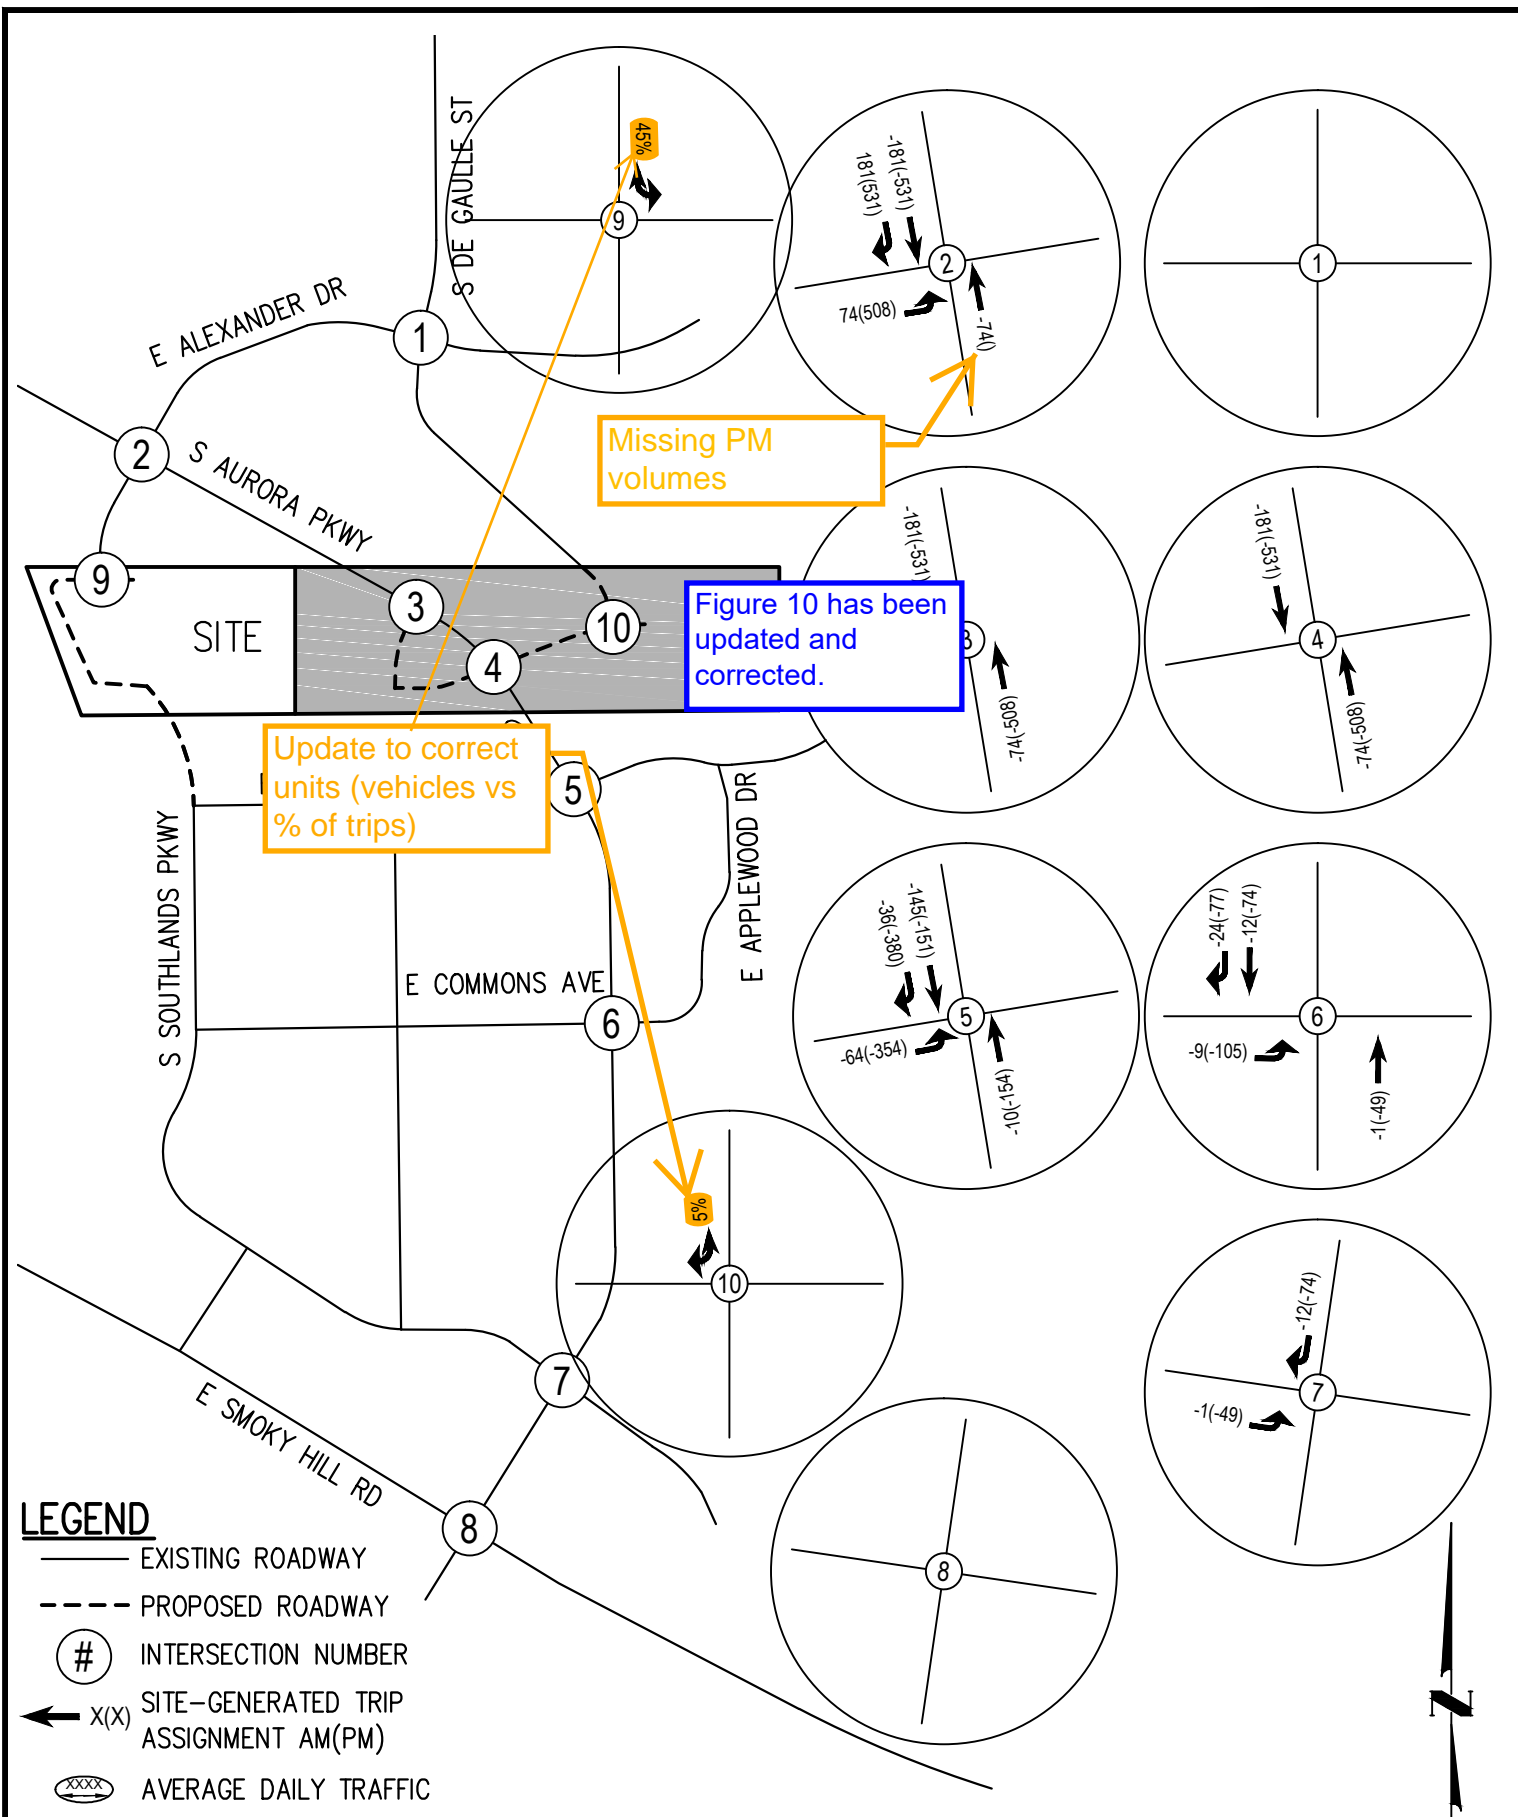 S DE GAULLE ST
45%
9
-181(-531)
181(531)
2
74(508)
-74()
1
E ALEXANDER DR
1
2
S AURORA PKWY
Missing PM
volumes
9
SITE
3
4
10
Figure 10 has been
updated and
corrected.
-181(-531)
-74(-508)
-181(-531)
4
-74(-508)
Update to correct
units (vehicles vs
% of trips)
5
E APPLEWOOD DR
S SOUTHLANDS PKWY
E COMMONS AVE
6
-145(-151)
-36(-380)
5
-64(-354)
-10(-154)
-24(-77)
-12(-74)
6
-9(-105)
-1(-49)
5%
10
7
E SMOKY HILL RD
8
-12(-74)
7
-1(-49)
8
LEGEND
EXISTING ROADWAY
PROPOSED ROADWAY
# INTERSECTION NUMBER
X(X) SITE-GENERATED TRIP
ASSIGNMENT AM(PM)
XXXX AVERAGE DAILY TRAFFIC
N